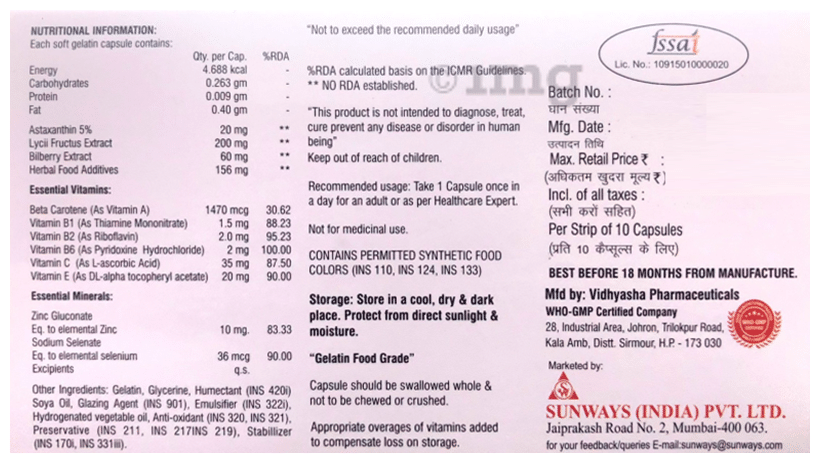 NUTRITIONAL INFORMATION:
Each soft gelatin capsule contains:
Qty. per Cap. %RDA
Energy 4.688 kcal -
Carbohydrates 0.263 gm -
Protein 0.009 gm -
Fat 0.40 gm -
Astaxanthin 5% 20 mg **
Lycii Fructus Extract 200 mg **
Bilberry Extract 60 mg **
Herbal Food Additives 156 mg **
Essential Vitamins:
Beta Carotene (As Vitamin A) 1470 mcg 30.62
Vitamin B1 (As Thiamine Mononitrate) 1.5 mg 88.23
Vitamin B2 (As Riboflavin) 2.0 mg 95.23
Vitamin B6 (As Pyridoxine Hydrochloride) 2 mg 100.00
Vitamin C (As L-ascorbic Acid) 35 mg 87.50
Vitamin E (As DL-alpha tocopheryl acetate) 20 mg 90.00
Essential Minerals:
Zinc Gluconate
Eq. to elemental Zinc 10 mg. 83.33
Sodium Selenate
Eq. to elemental selenium 36 mcg 90.00
Excipients q.s.
Other Ingredients: Gelatin, Glycerine, Humectant (INS 420i)
Soya Oil, Glazing Agent (INS 901), Emulsifier (INS 322i),
Hydrogenated vegetable oil, Anti-oxidant (INS 320, INS 321),
Preservative (INS 211, INS 217INS 219), Stabillizer
(INS 170i, INS 331iii).
"Not to exceed the recommended daily usage"
%RDA calculated basis on the ICMR Guidelines.
** NO RDA established.
"This product is not intended to diagnose, treat,
cure prevent any disease or disorder in human
being"
Keep out of reach of children.
Recommended usage: Take 1 Capsule once in
a day for an adult or as per Healthcare Expert.
Not for medicinal use.
CONTAINS PERMITTED SYNTHETIC FOOD
COLORS (INS 110, INS 124, INS 133)
Storage: Store in a cool, dry & dark
place. Protect from direct sunlight &
moisture.
"Gelatin Food Grade"
Capsule should be swallowed whole &
not to be chewed or crushed.
Appropriate overages of vitamins added
to compensate loss on storage.
©1mg
fssai
Lic. No.: 10915010000020
Batch No. :
घान संख्या
Mfg. Date :
उत्पादन तिथि
Max. Retail Price ₹ :
(अधिकतम खुदरा मूल्य ₹)
Incl. of all taxes :
(सभी करों सहित)
Per Strip of 10 Capsules
(प्रति 10 कैप्सूल्स के लिए)
BEST BEFORE 18 MONTHS FROM MANUFACTURE.
Mfd by: Vidhyasha Pharmaceuticals
WHO-GMP Certified Company
28, Industrial Area, Johron, Trilokpur Road,
Kala Amb, Distt. Sirmour, H.P. - 173 030
WHO-GMP
CERTIFIED
Marketed by:
SUNWAYS (INDIA) PVT. LTD.
Jaiprakash Road No. 2, Mumbai-400 063.
for your feedback/queries E-mail:sunways@sunways.com